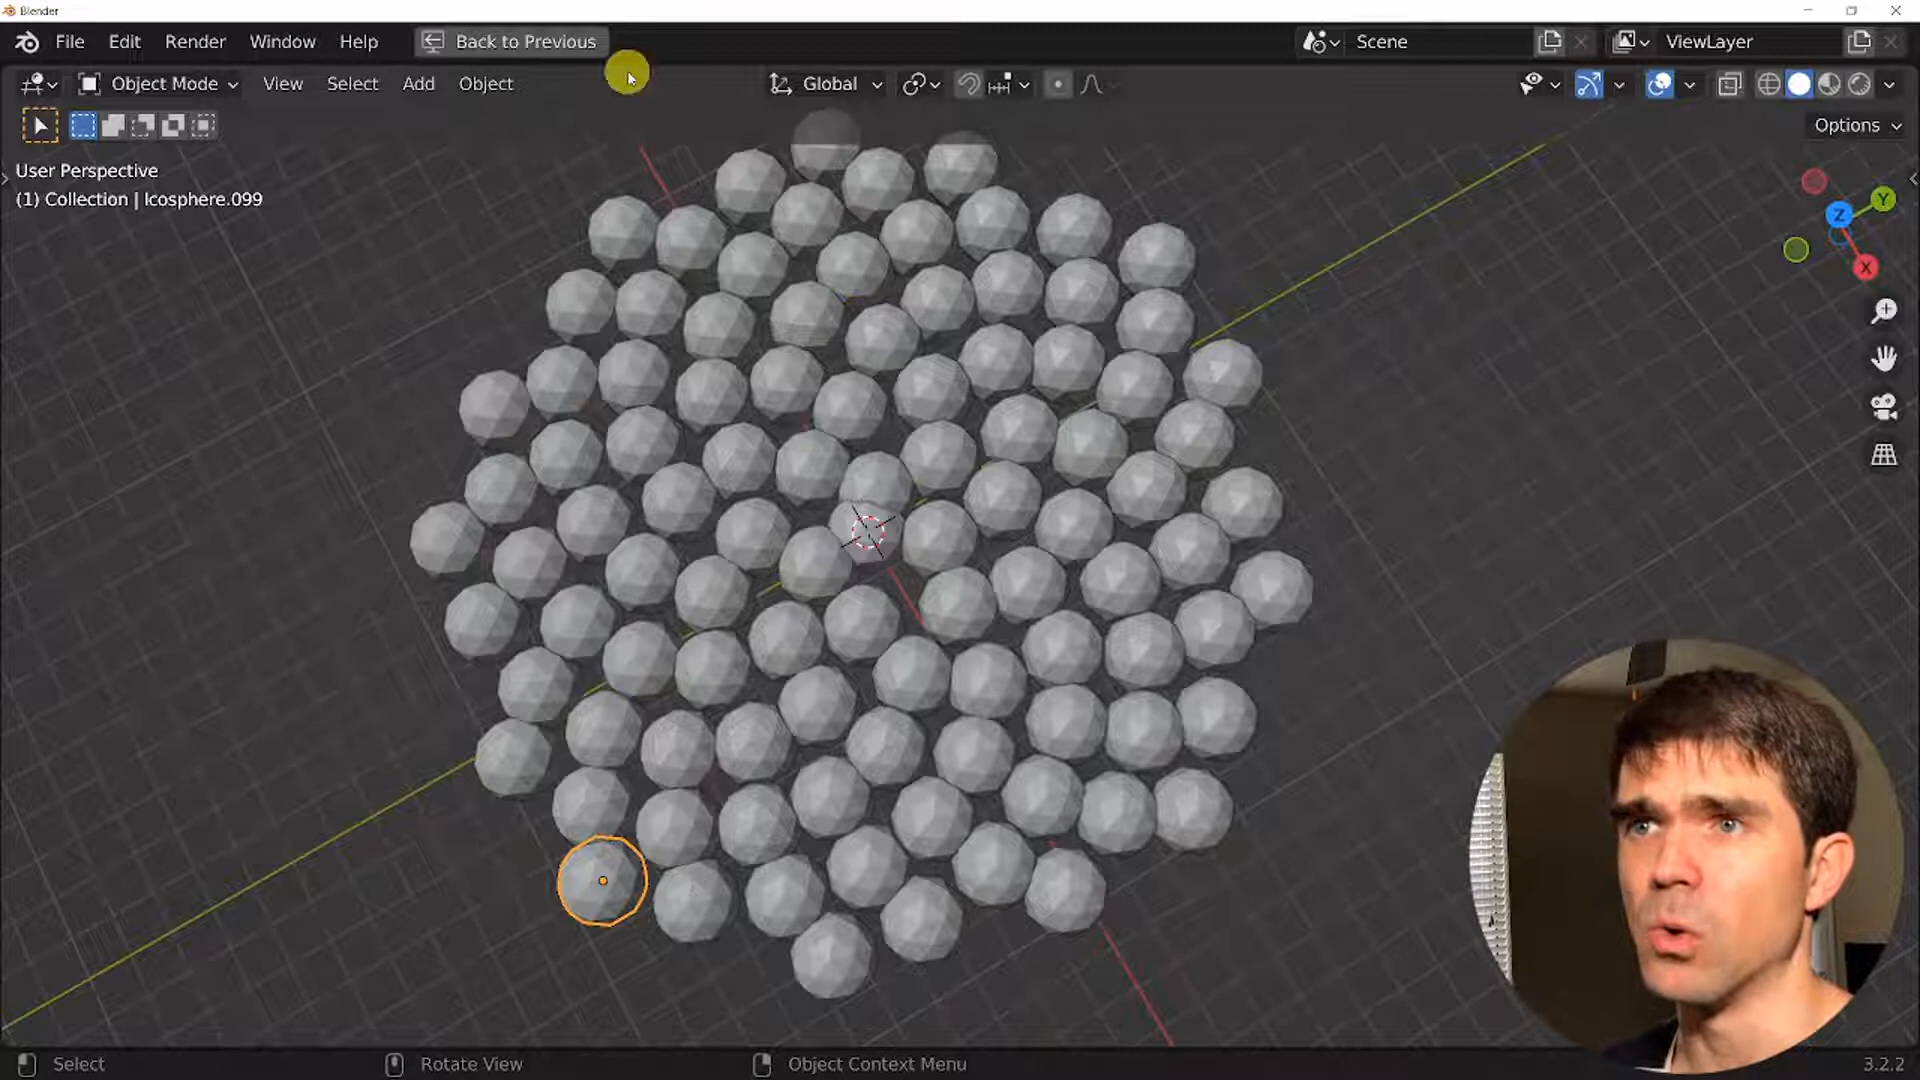 Blender
File Edit Render Window Help Back to Previous Scene ViewLayer
Object Mode View Select Add Object Global
Options
User Perspective
(1) Collection | Icosphere.099
Y
Z
X
Select Rotate View Object Context Menu 3.2.2